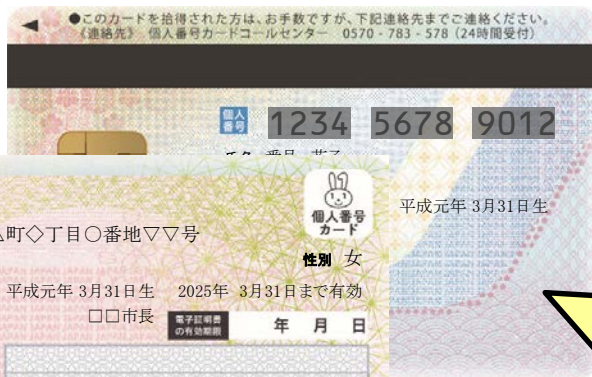 ●このカードを拾得された方は、お手数ですが、下記連絡先までご連絡ください。
《連絡先》 個人番号カードコールセンター 0570-783-578(24時間受付)
個人番号 1234 5678 9012
番号 花子
平成元年 3月31日生
個人番号
カード
町◇丁目○番地▽▽号
性別 女
平成元年 3月31日生 2025年 3月31日まで有効
□□市長
電子証明書
の有効期限 年 月 日